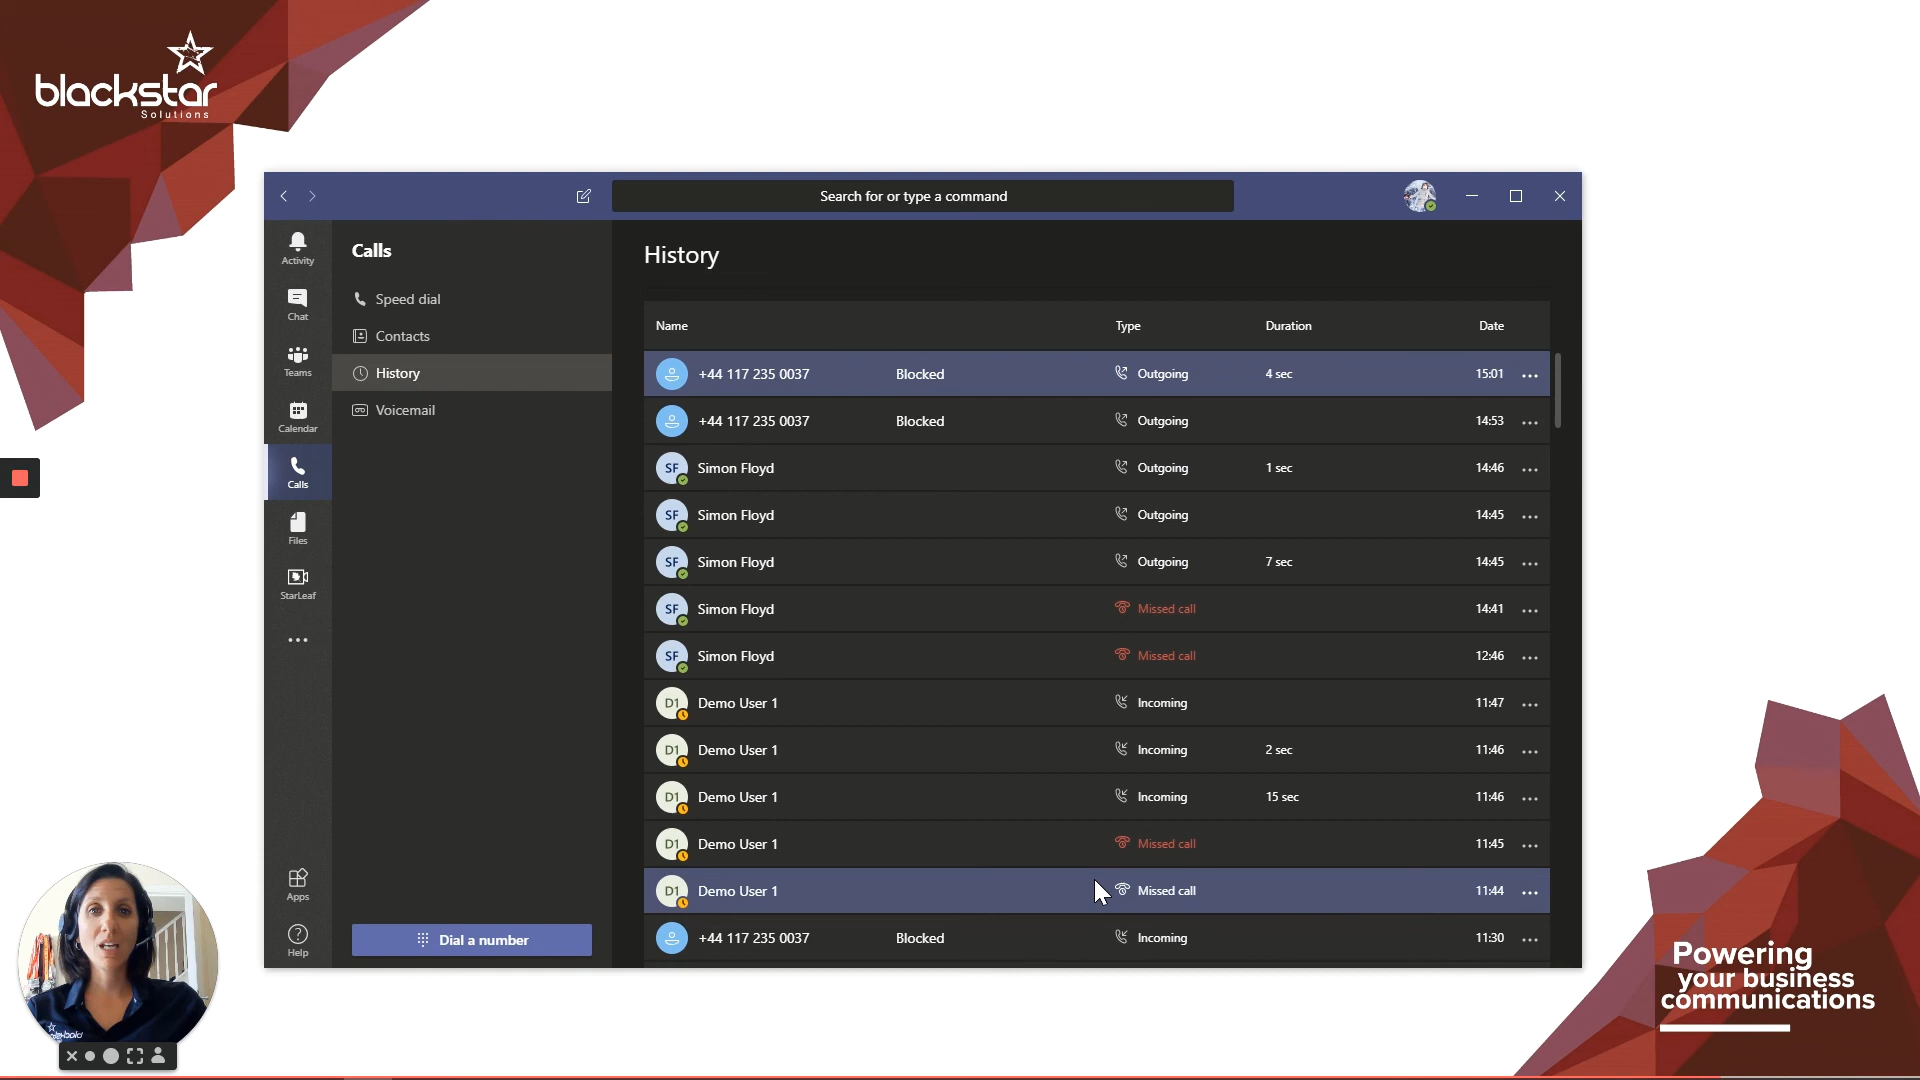 blackstar
Solutions
Search for or type a command
Activity
Chat
Teams
Calendar
Calls
Files
StarLeaf
Apps
Help
Calls
Speed dial
Contacts
History
Voicemail
Dial a number
History
Name Type Duration Date
+44 117 235 0037 Blocked Outgoing 4 sec 15:01
+44 117 235 0037 Blocked Outgoing 14:53
SF Simon Floyd Outgoing 1 sec 14:46
SF Simon Floyd Outgoing 14:45
SF Simon Floyd Outgoing 7 sec 14:45
SF Simon Floyd Missed call 14:41
SF Simon Floyd Missed call 12:46
D1 Demo User 1 Incoming 11:47
D1 Demo User 1 Incoming 2 sec 11:46
D1 Demo User 1 Incoming 15 sec 11:46
D1 Demo User 1 Missed call 11:45
D1 Demo User 1 Missed call 11:44
+44 117 235 0037 Blocked Incoming 11:30
Powering
your business
communications